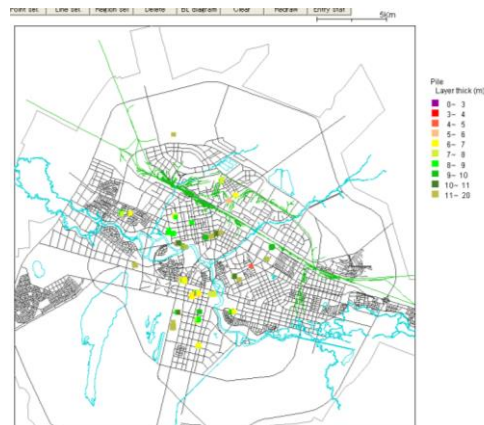 Point sel. Line sel. Region sel. Delete BL diagram Clear Redraw Entry stat
5Km
Pile
Layer thick (m)
0~ 3
3~ 4
4~ 5
5~ 6
6~ 7
7~ 8
8~ 9
9~ 10
10~ 11
11~ 20